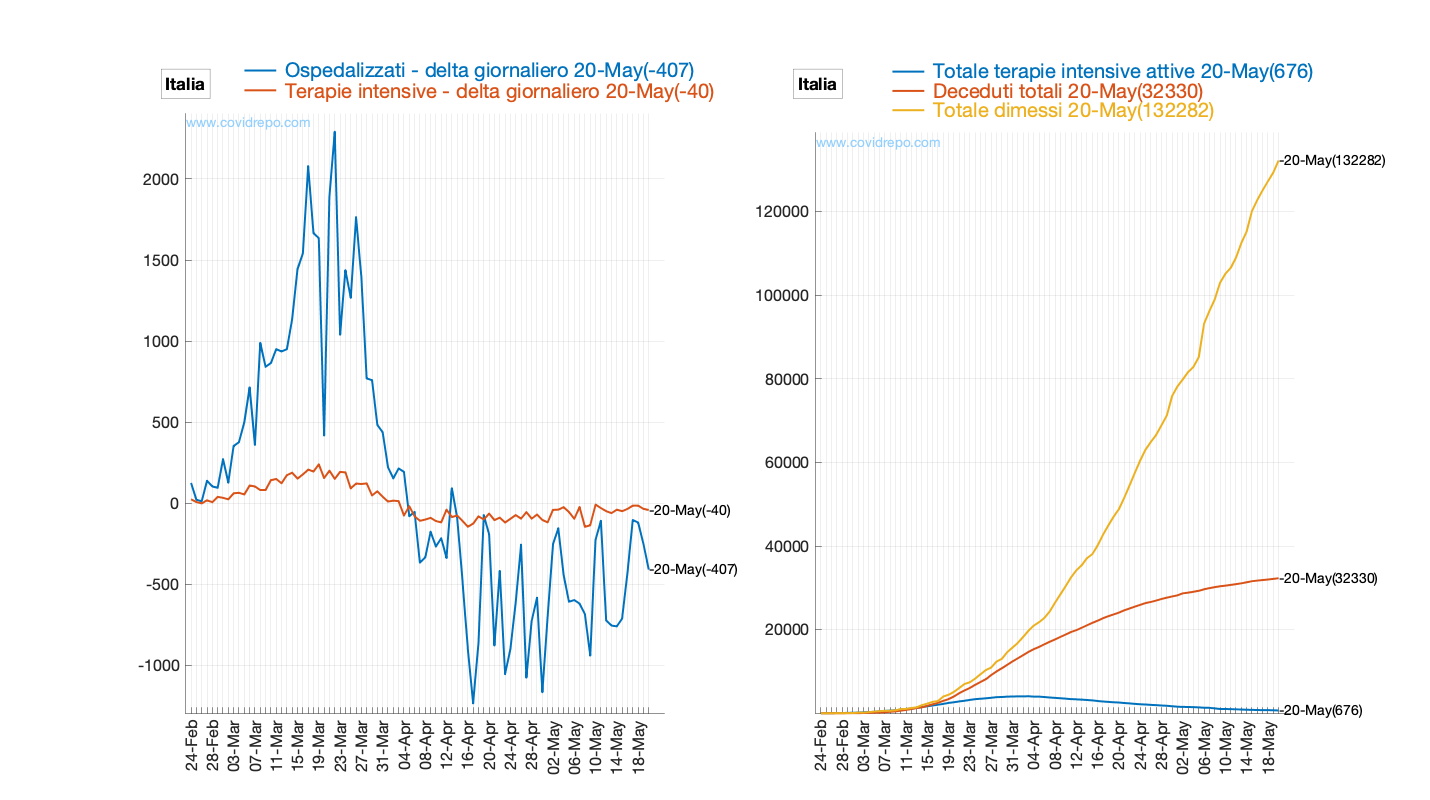 Italia
Ospedalizzati - delta giornaliero 20-May(-407)
Terapie intensive - delta giornaliero 20-May(-40)
www.covidrepo.com
2000
1500
1000
500
0
-500
-1000
-20-May(-40)
-20-May(-407)
24-Feb
28-Feb
03-Mar
07-Mar
11-Mar
15-Mar
19-Mar
23-Mar
27-Mar
31-Mar
04-Apr
08-Apr
12-Apr
16-Apr
20-Apr
24-Apr
28-Apr
02-May
06-May
10-May
14-May
18-May
Italia
Totale terapie intensive attive 20-May(676)
Deceduti totali 20-May(32330)
Totale dimessi 20-May(132282)
www.covidrepo.com
120000
100000
80000
60000
40000
20000
-20-May(132282)
-20-May(32330)
-20-May(676)
24-Feb
28-Feb
03-Mar
07-Mar
11-Mar
15-Mar
19-Mar
23-Mar
27-Mar
31-Mar
04-Apr
08-Apr
12-Apr
16-Apr
20-Apr
24-Apr
28-Apr
02-May
06-May
10-May
14-May
18-May